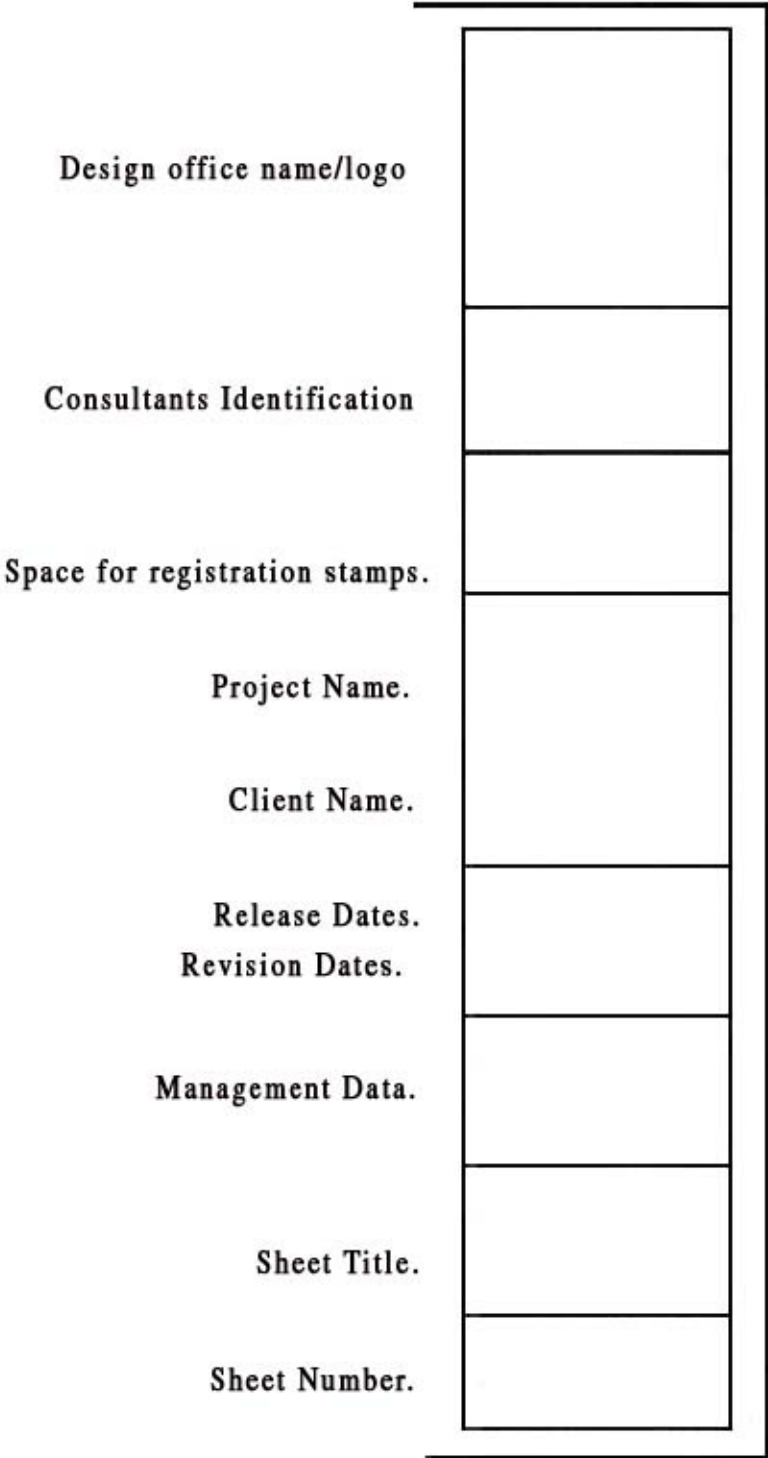 Design office name/logo
Consultants Identification
Space for registration stamps.
Project Name.
Client Name.
Release Dates.
Revision Dates.
Management Data.
Sheet Title.
Sheet Number.